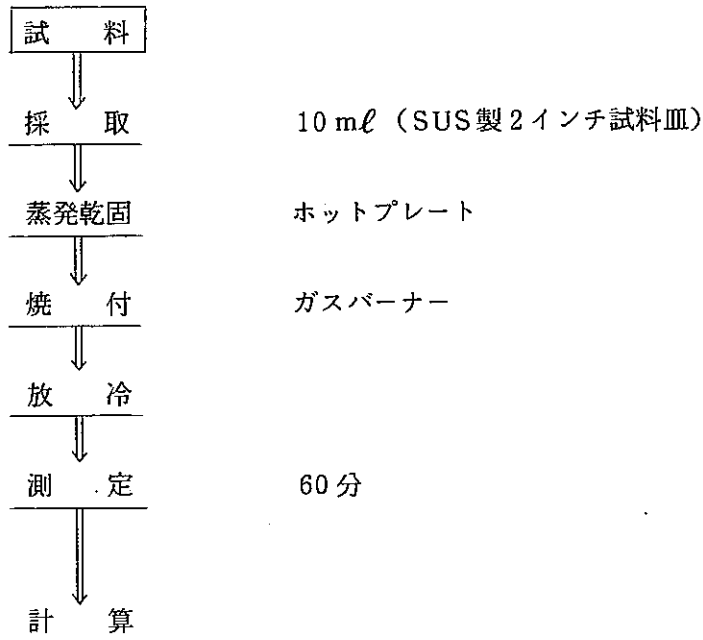 試料
採取 10 mℓ (SUS製2インチ試料皿)
蒸発乾固 ホットプレート
焼付 ガスバーナー
放冷
測定 60分
計算